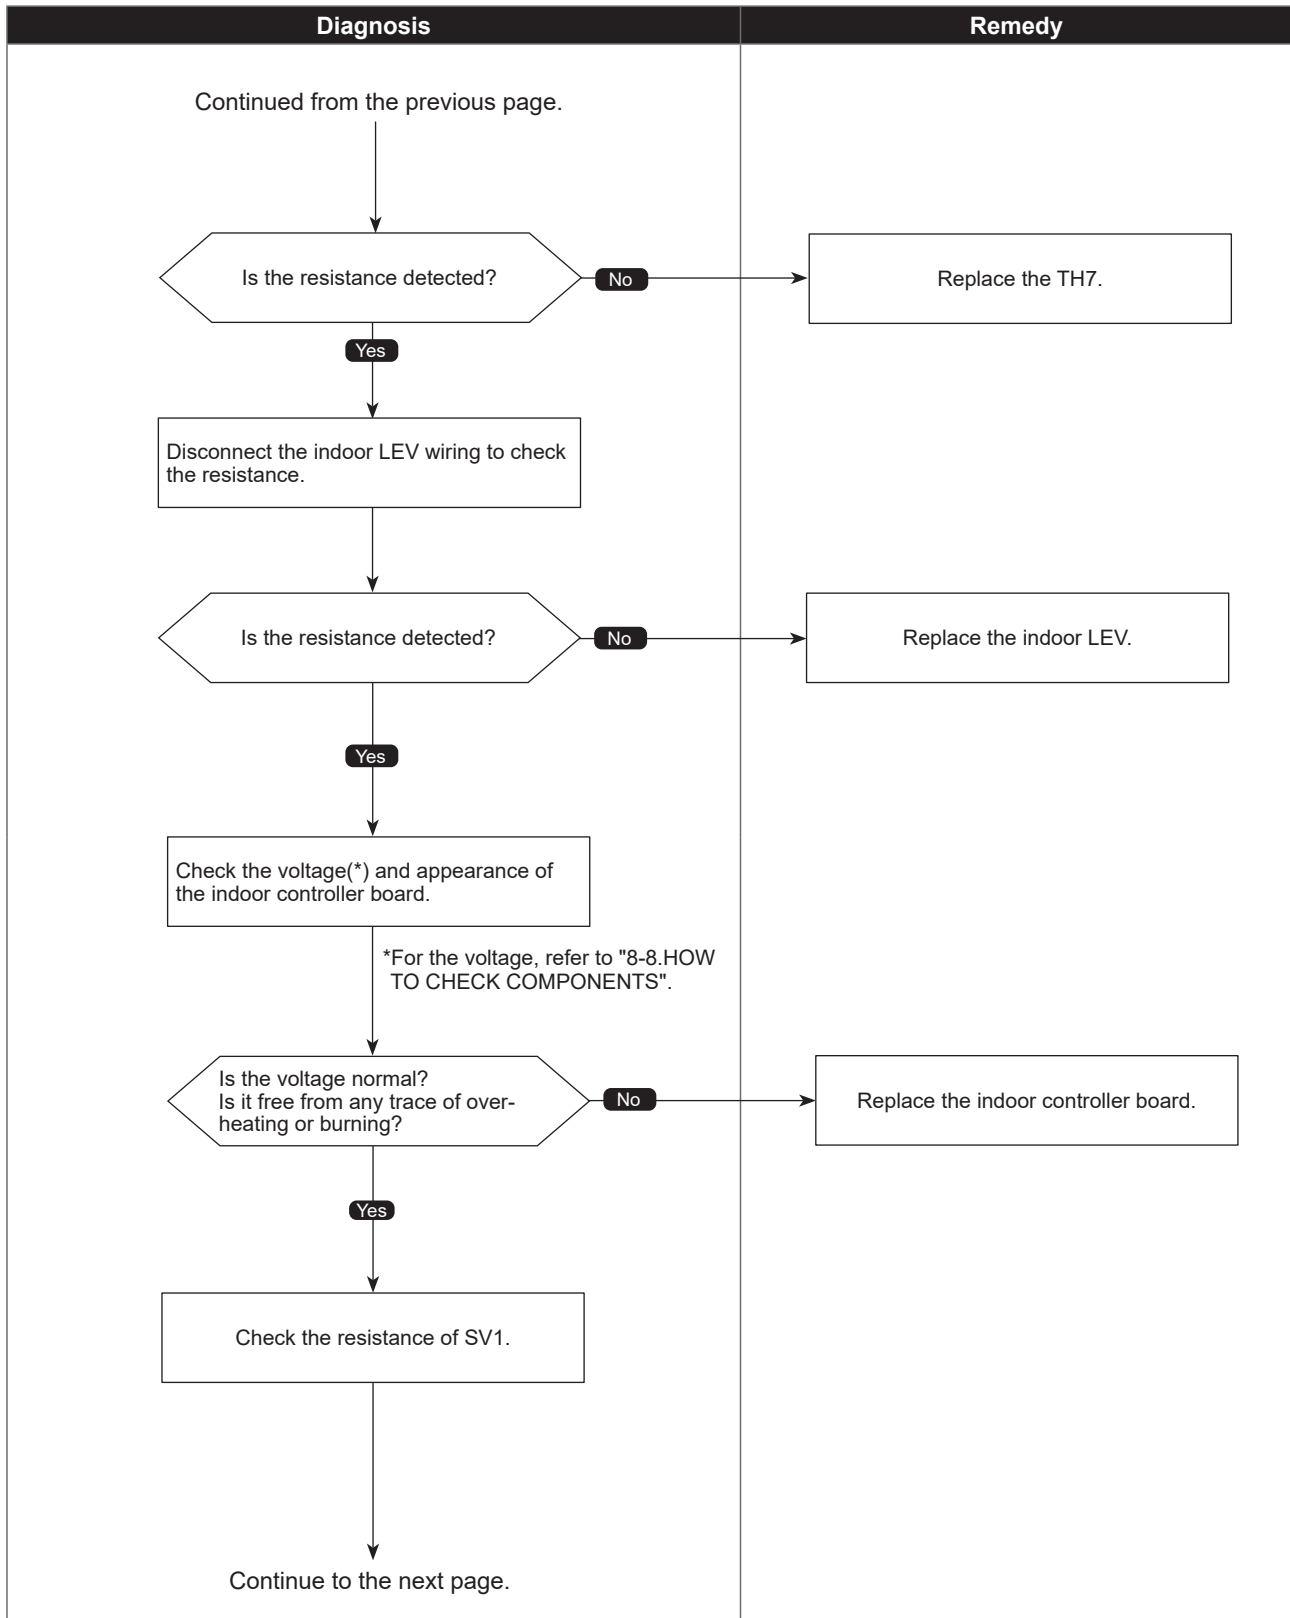 Diagnosis
Remedy
Continued from the previous page.
Is the resistance detected?
No
Replace the TH7.
Yes
Disconnect the indoor LEV wiring to check
the resistance.
Is the resistance detected?
No
Replace the indoor LEV.
Yes
Check the voltage(*) and appearance of
the indoor controller board.
*For the voltage, refer to "8-8.HOW
TO CHECK COMPONENTS".
Is the voltage normal?
Is it free from any trace of over-
heating or burning?
No
Replace the indoor controller board.
Yes
Check the resistance of SV1.
Continue to the next page.